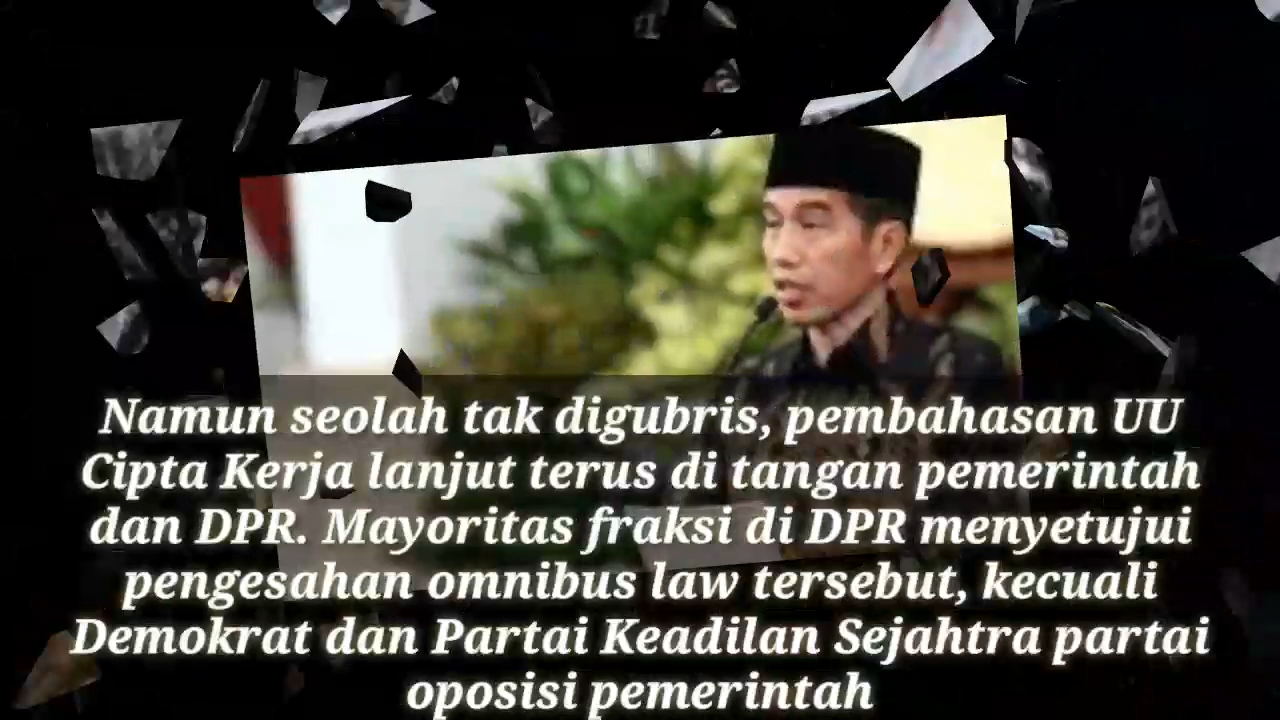 Namun seolah tak digubris, pembahasan UU
Cipta Kerja lanjut terus di tangan pemerintah
dan DPR. Mayoritas fraksi di DPR menyetujui
pengesahan omnibus law tersebut, kecuali
Demokrat dan Partai Keadilan Sejahtra partai
oposisi pemerintah